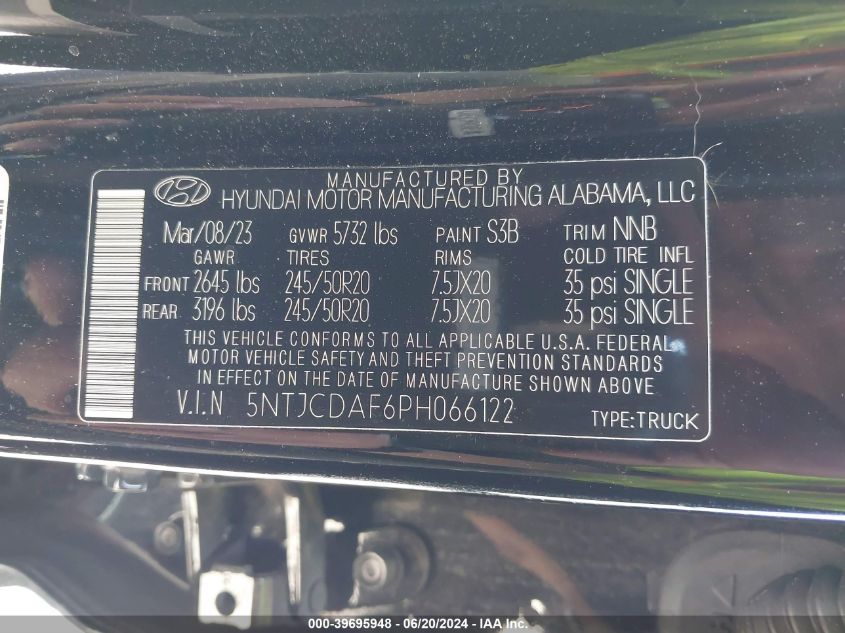 MANUFACTURED BY
HYUNDAI MOTOR MANUFACTURING ALABAMA, LLC
Mar/08/23 GVWR 5732 lbs PAINT S3B TRIM NNB
GAWR TIRES RIMS COLD TIRE INFL
FRONT 2645 lbs 245/50R20 7.5JX20 35 psi SINGLE
REAR 3196 lbs 245/50R20 7.5JX20 35 psi SINGLE
THIS VEHICLE CONFORMS TO ALL APPLICABLE U.S.A. FEDERAL
MOTOR VEHICLE SAFETY AND THEFT PREVENTION STANDARDS
IN EFFECT ON THE DATE OF MANUFACTURE SHOWN ABOVE
V.I.N 5NTJCDAF6PH066122 TYPE:TRUCK
000-39695948 - 06/20/2024 - IAA Inc.